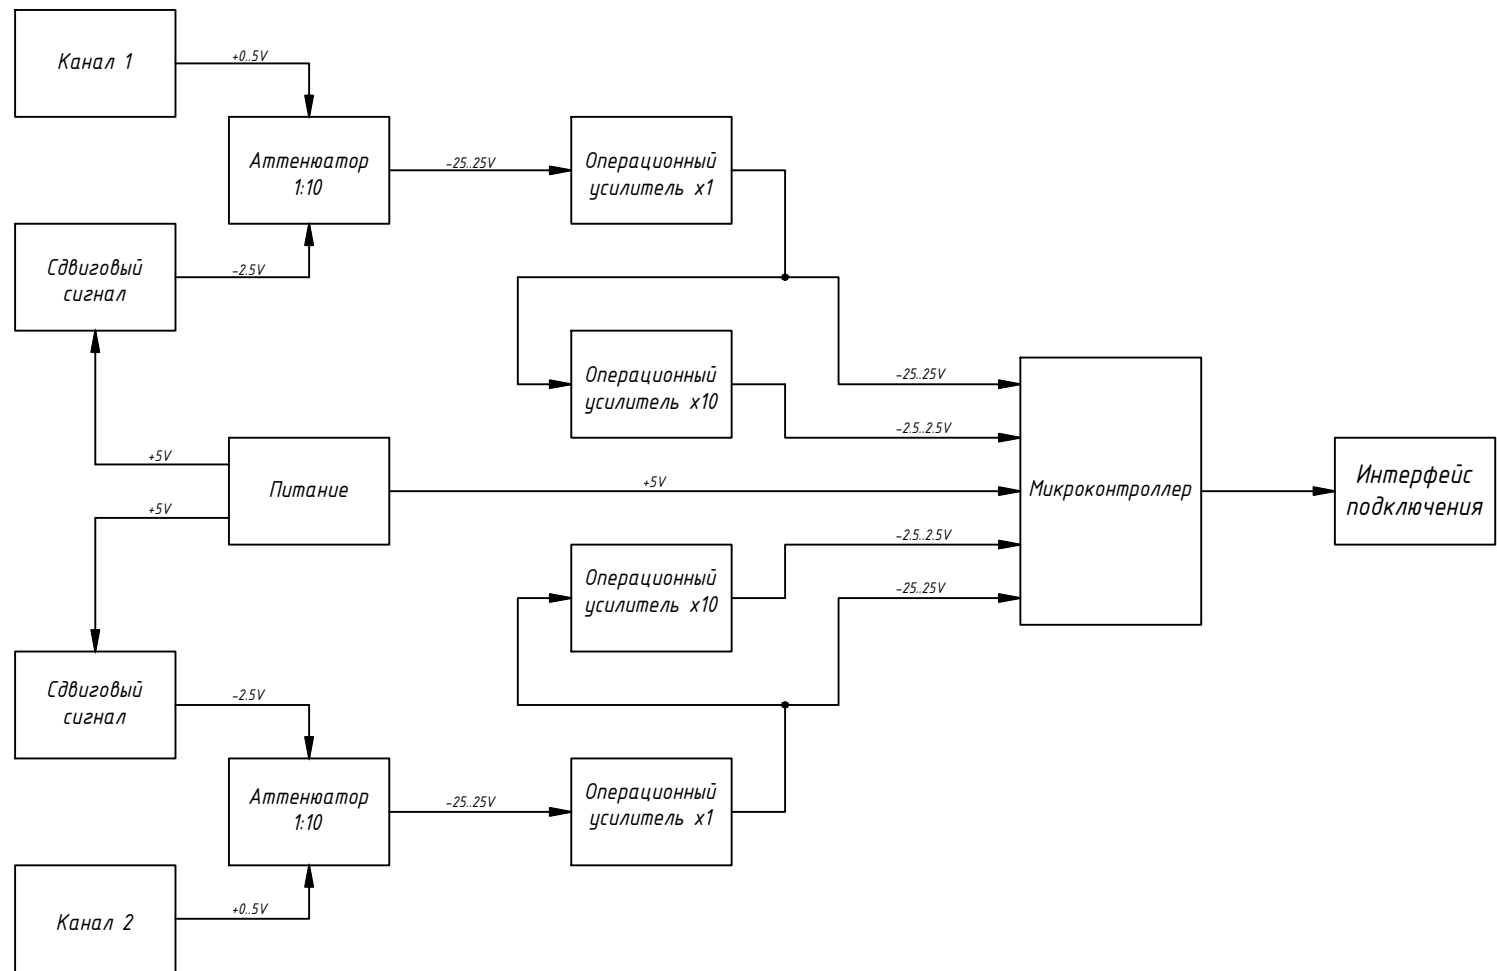 Канал 1
+0..5V
Аттенюатор
1:10
-25..25V
Операционный
усилитель x1
Сдвиговый
сигнал
-2.5V
Операционный
усилитель x10
-25..25V
-2.5..2.5V
+5V
Питание
+5V
+5V
Микроконтроллер
Интерфейс
подключения
Операционный
усилитель x10
-2.5..2.5V
-25..25V
Сдвиговый
сигнал
-2.5V
Аттенюатор
1:10
-25..25V
Операционный
усилитель x1
Канал 2
+0..5V